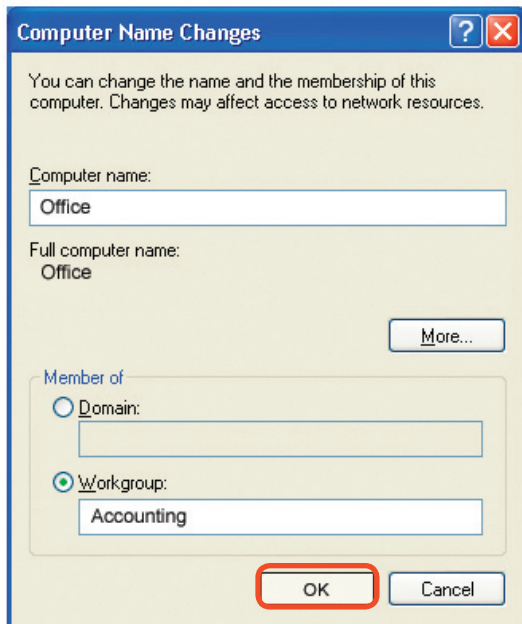 Computer Name Changes
?
You can change the name and the membership of this
computer. Changes may affect access to network resources.
Computer name:
Office
Full computer name:
Office
More...
Member of
Domain:
Workgroup:
Accounting
OK
Cancel